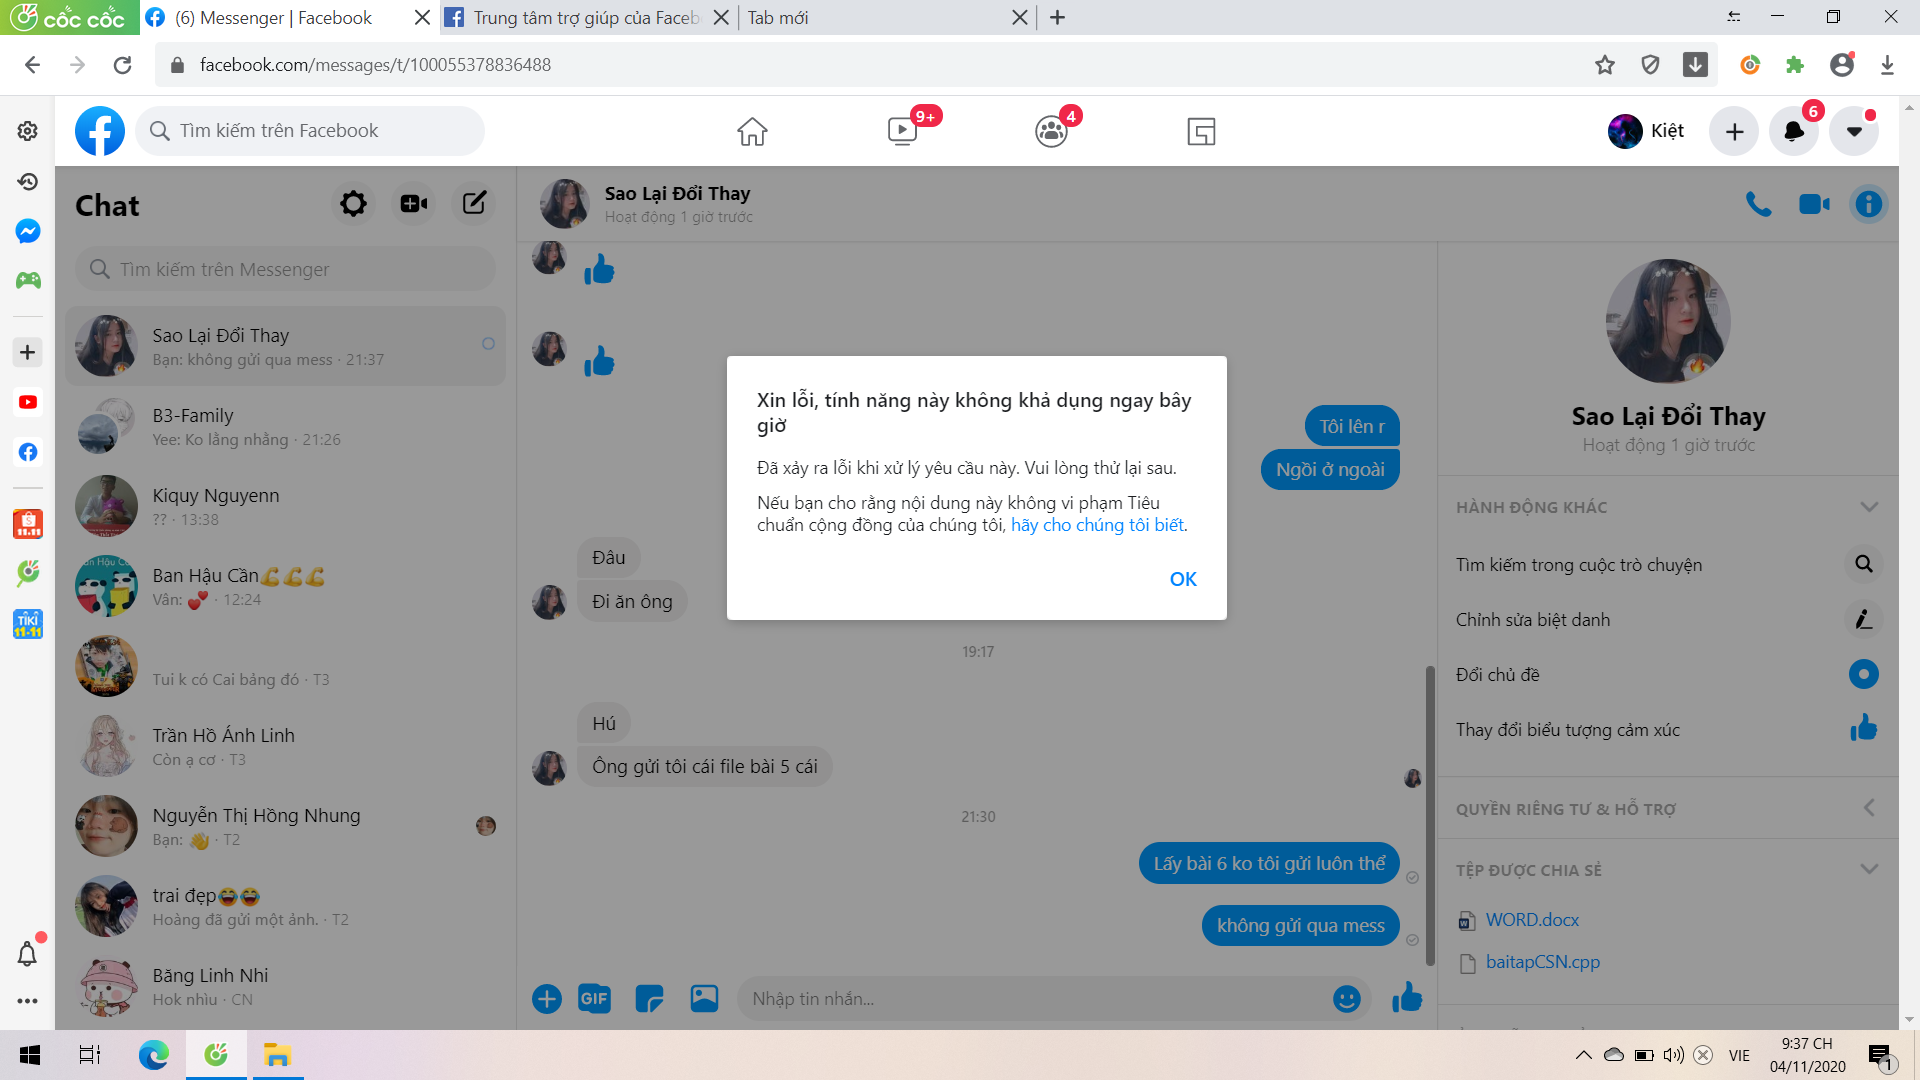 cốc cốc
(6) Messenger | Facebook
Trung tâm trợ giúp của Faceb
Tab mới
facebook.com/messages/t/100055378836488
Tìm kiếm trên Facebook
9+
4
Kiệt
6
Chat
Tìm kiếm trên Messenger
Sao Lại Đổi Thay
Bạn: không gửi qua mess · 21:37
B3-Family
Yee: Ko lằng nhằng · 21:26
Kiquy Nguyenn
?? · 13:38
Ban Hậu Cần💪💪💪
Vân: 💕 · 12:24
Tui k có Cai bảng đó · T3
Trần Hồ Ánh Linh
Còn ạ cơ · T3
Nguyễn Thị Hồng Nhung
Bạn: 👋 · T2
trai đẹp😂😂
Hoàng đã gửi một ảnh. · T2
Băng Linh Nhi
Hok nhìu · CN
Sao Lại Đổi Thay
Hoạt động 1 giờ trước
Tôi lên r
Ngồi ở ngoài
Đâu
Đi ăn ông
19:17
Hú
Ông gửi tôi cái file bài 5 cái
21:30
Lấy bài 6 ko tôi gửi luôn thể
không gửi qua mess
GIF
Nhập tin nhắn...
Xin lỗi, tính năng này không khả dụng ngay bây
giờ
Đã xảy ra lỗi khi xử lý yêu cầu này. Vui lòng thử lại sau.
Nếu bạn cho rằng nội dung này không vi phạm Tiêu
chuẩn cộng đồng của chúng tôi, hãy cho chúng tôi biết.
OK
Sao Lại Đổi Thay
Hoạt động 1 giờ trước
HÀNH ĐỘNG KHÁC
Tìm kiếm trong cuộc trò chuyện
Chỉnh sửa biệt danh
Đổi chủ đề
Thay đổi biểu tượng cảm xúc
QUYỀN RIÊNG TƯ & HỖ TRỢ
TỆP ĐƯỢC CHIA SẺ
WORD.docx
baitapCSN.cpp
11.11
TIKI
11·11
VIE
9:37 CH
04/11/2020
1